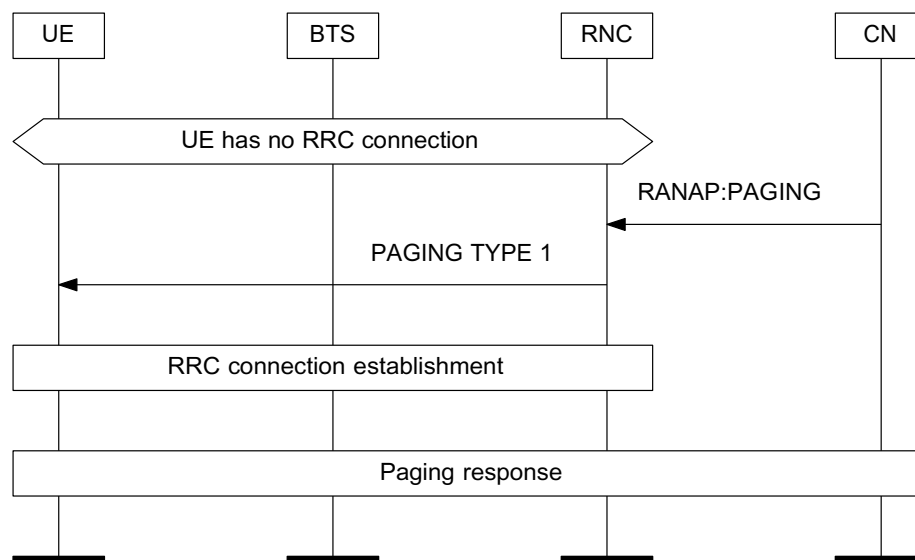 UE
BTS
RNC
CN
UE has no RRC connection
RANAP:PAGING
PAGING TYPE 1
RRC connection establishment
Paging response